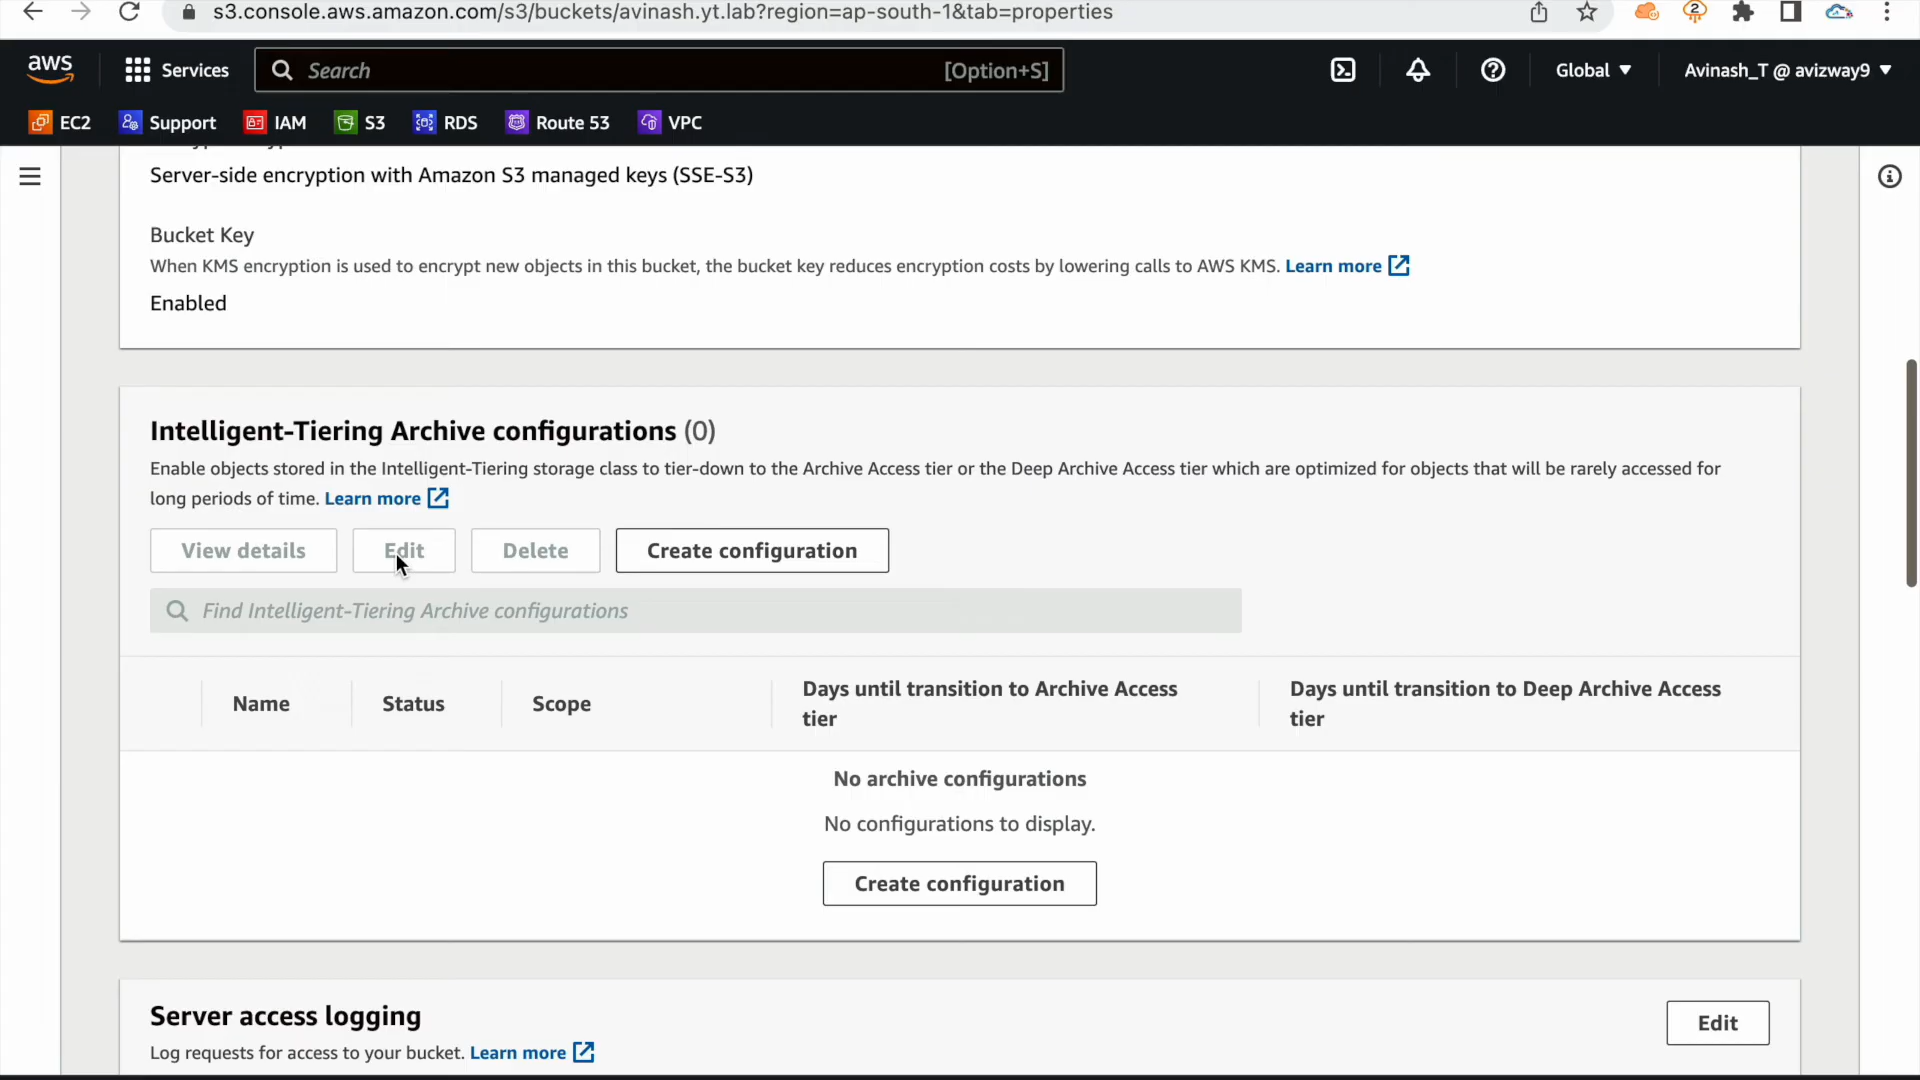 s3.console.aws.amazon.com/s3/buckets/avinash.yt.lab?region=ap-south-1&tab=properties
2
aws
Services
Search
[Option+S]
Global
Avinash_T @ avizway9
EC2
Support
IAM
S3
RDS
Route 53
VPC
Server-side encryption with Amazon S3 managed keys (SSE-S3)
Bucket Key
When KMS encryption is used to encrypt new objects in this bucket, the bucket key reduces encryption costs by lowering calls to AWS KMS. Learn more
Enabled
Intelligent-Tiering Archive configurations (0)
Enable objects stored in the Intelligent-Tiering storage class to tier-down to the Archive Access tier or the Deep Archive Access tier which are optimized for objects that will be rarely accessed for
long periods of time. Learn more
View details
Edit
Delete
Create configuration
Find Intelligent-Tiering Archive configurations
Name
Status
Scope
Days until transition to Archive Access
tier
Days until transition to Deep Archive Access
tier
No archive configurations
No configurations to display.
Create configuration
Server access logging
Edit
Log requests for access to your bucket. Learn more